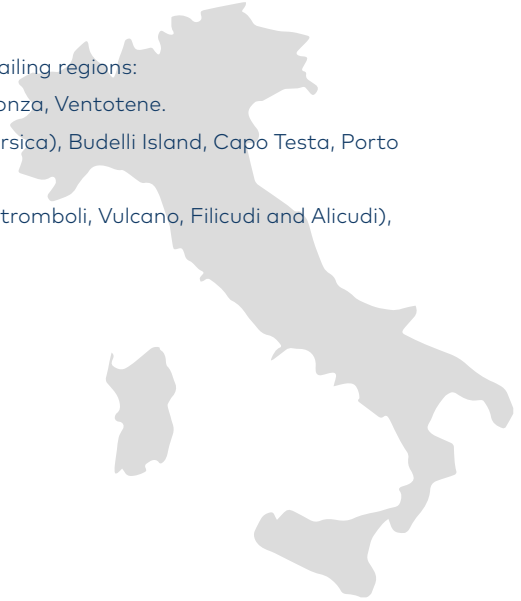 ailing regions:
onza, Ventotene.
rsica), Budelli Island, Capo Testa, Porto
tromboli, Vulcano, Filicudi and Alicudi),